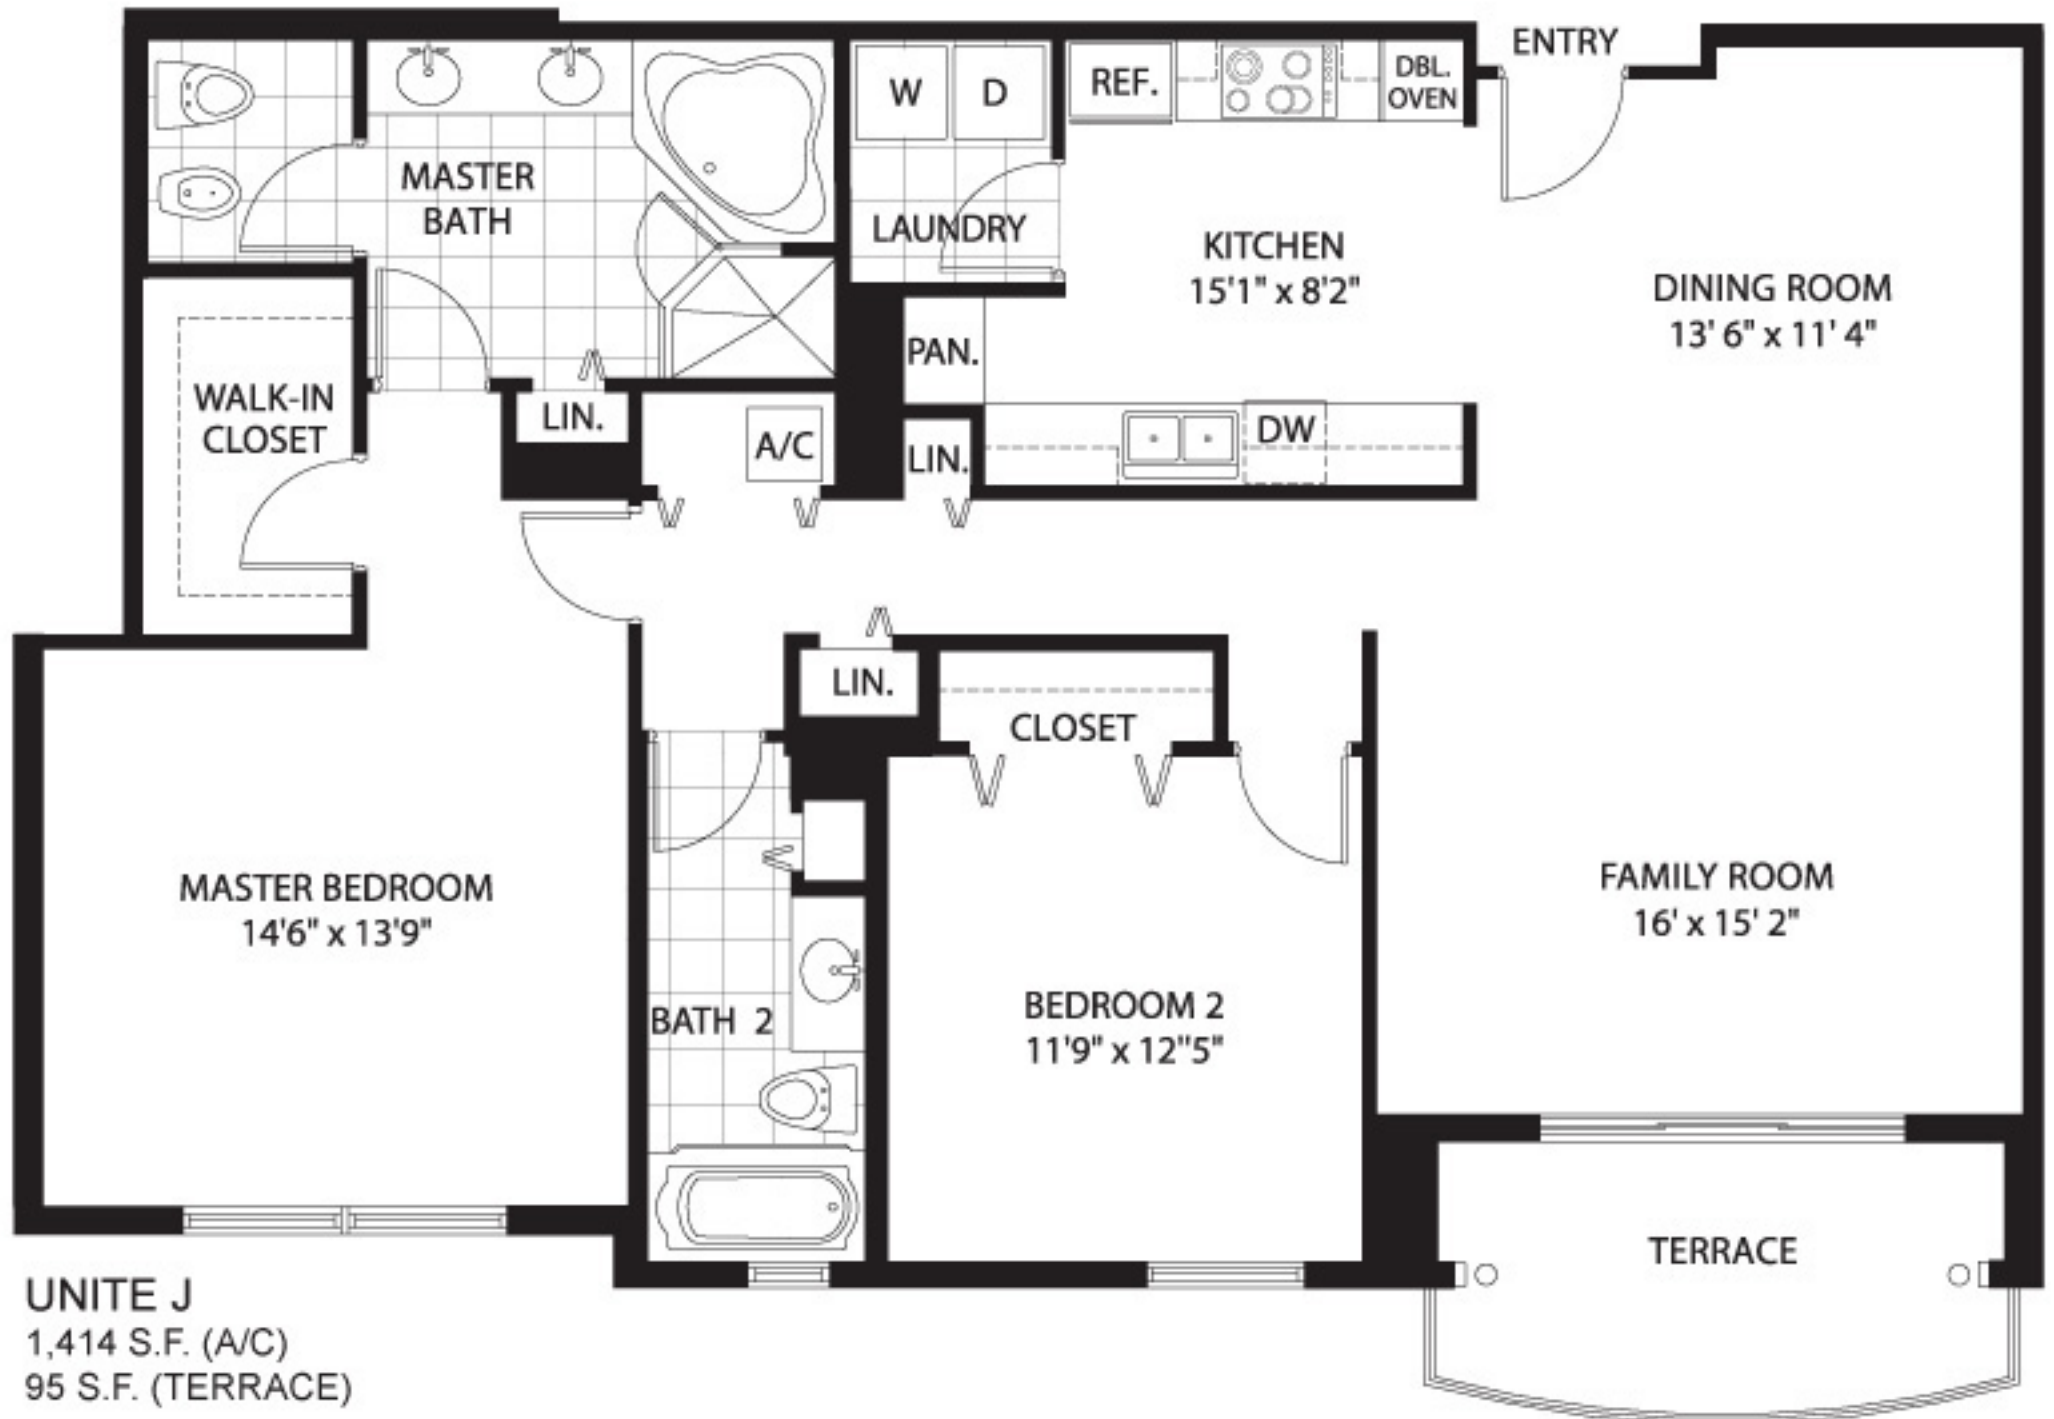 ENTRY
W
D
REF.
DBL.
OVEN
MASTER
BATH
LAUNDRY
KITCHEN
15'1" x 8'2"
DINING ROOM
13' 6" x 11' 4"
PAN.
WALK-IN
CLOSET
LIN.
A/C
LIN.
DW
LIN.
CLOSET
MASTER BEDROOM
14'6" x 13'9"
FAMILY ROOM
16' x 15' 2"
BATH 2
BEDROOM 2
11'9" x 12"5"
TERRACE
UNITE J
1,414 S.F. (A/C)
95 S.F. (TERRACE)